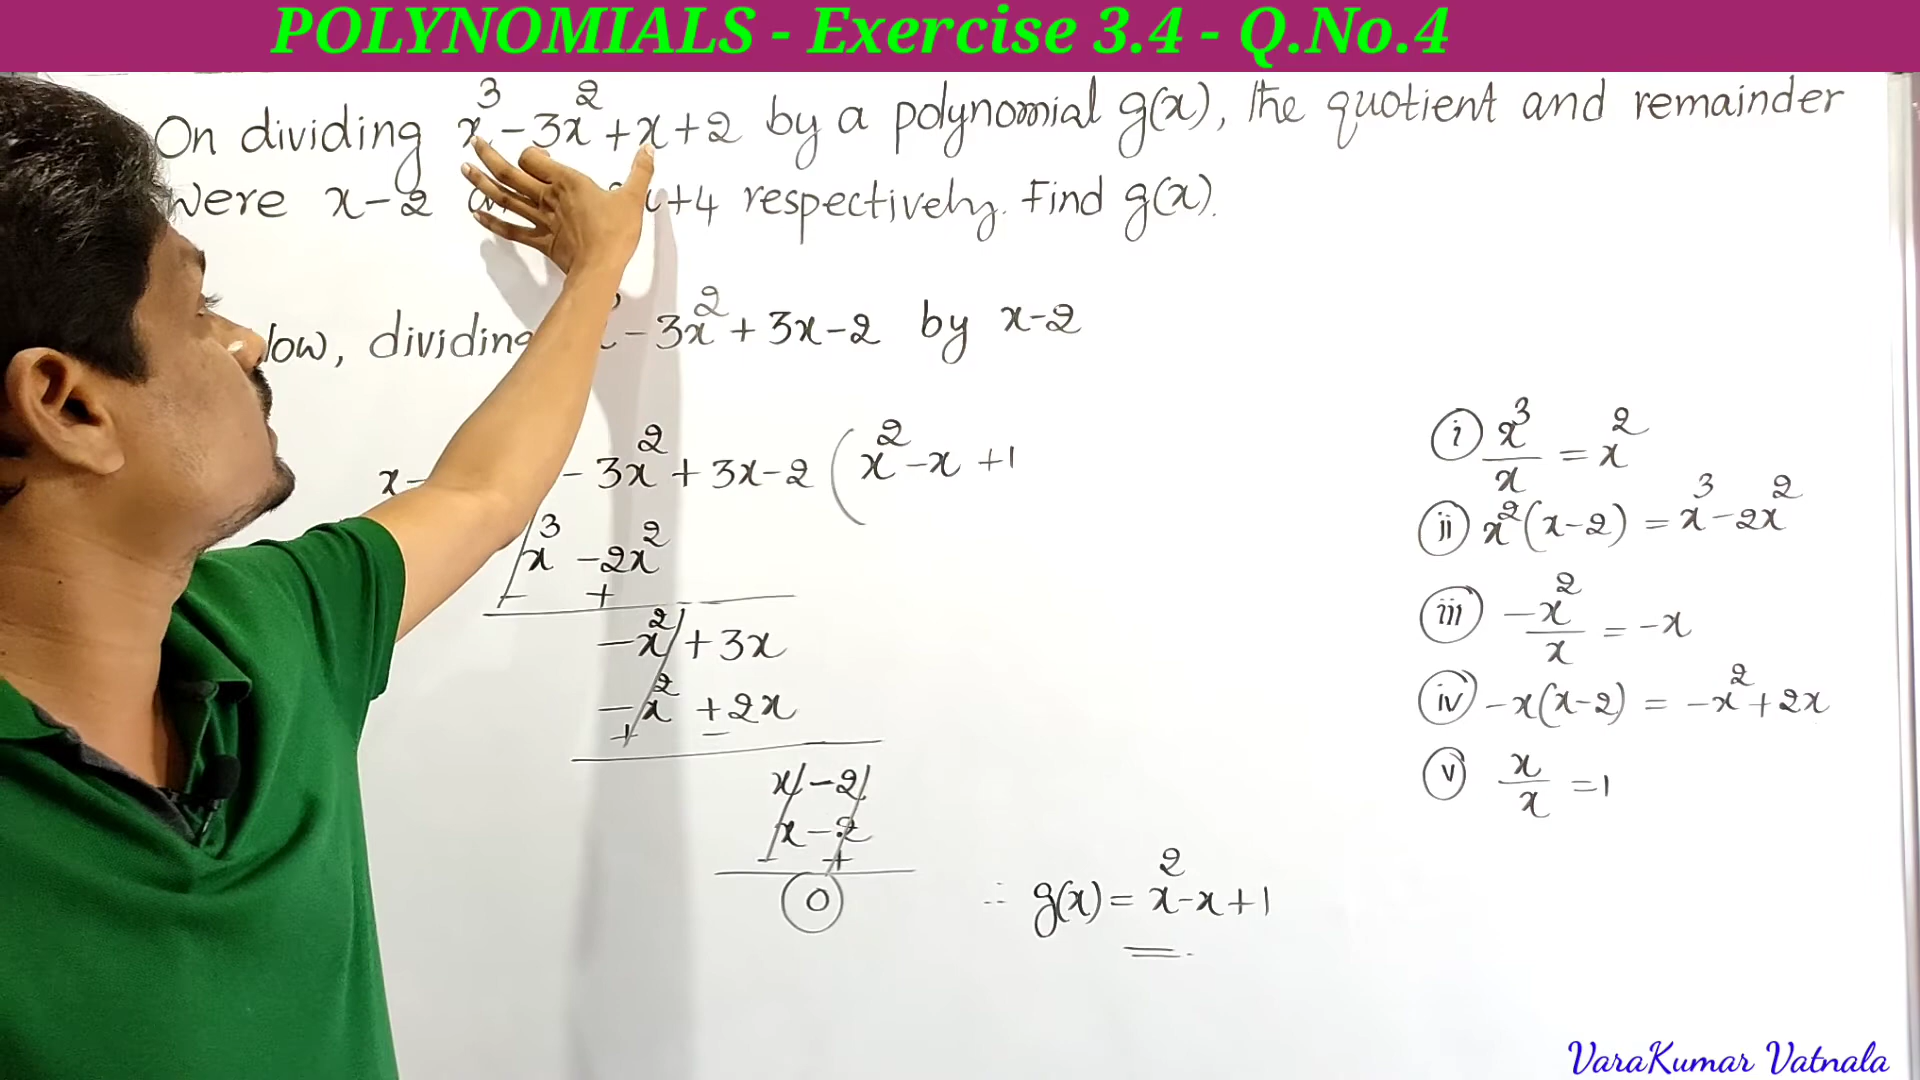 POLYNOMIALS - Exercise 3.4 - Q.No.4
On dividing x³-3x²+x+2 by a polynomial g(x), the quotient and remainder
were x-2 x+4 respectively. Find g(x).
dividing - 3x² + 3x-2 by x-2
x- - 3x² + 3x-2 ( x²-x+1
x³ -2x²
- +
-x² + 3x
-x² + 2x
+ -
x - 2
x - 2
- +
0
∴ g(x) = x²-x+1
(i) x³/x = x²
(ii) x²(x-2) = x³-2x²
(iii) -x²/x = -x
(iv) -x(x-2) = -x²+2x
(v) x/x = 1
VaraKumar Vatnala